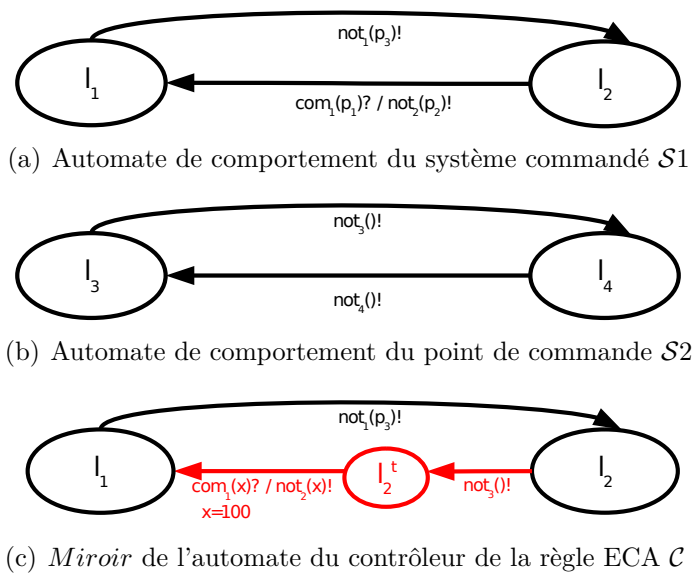 not₁(p₃)!
l₁ l₂
com₁(p₁)? / not₂(p₂)!
(a) Automate de comportement du système commandé 𝒮1
not₃()!
l₃ l₄
not₄()!
(b) Automate de comportement du point de commande 𝒮2
not₁(p₃)!
l₁ l₂ᵗ l₂
com₁(x)? / not₂(x)! not₃()!
x=100
(c) Miroir de l'automate du contrôleur de la règle ECA 𝒞